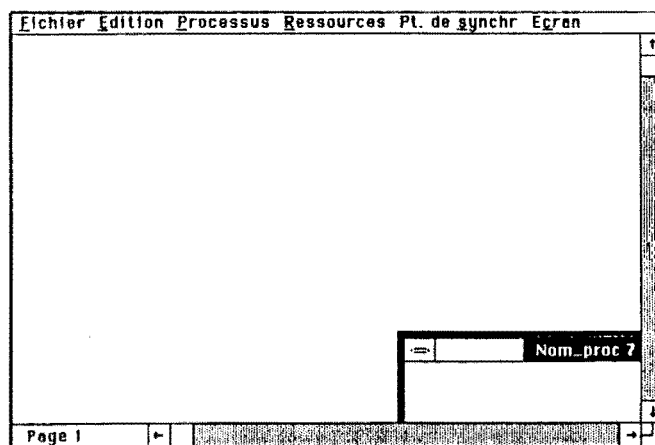 Fichier Edition Processus Ressources Pt. de synchr Ecran
Nom_proc 7
Page 1